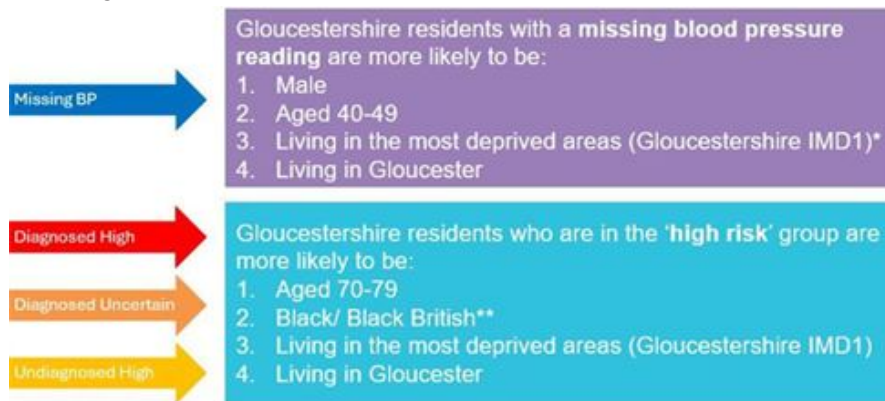 Missing BP
Gloucestershire residents with a missing blood pressure
reading are more likely to be:
1. Male
2. Aged 40-49
3. Living in the most deprived areas (Gloucestershire IMD1)*
4. Living in Gloucester
Diagnosed High
Diagnosed Uncertain
Undiagnosed High
Gloucestershire residents who are in the ‘high risk’ group are
more likely to be:
1. Aged 70-79
2. Black/ Black British**
3. Living in the most deprived areas (Gloucestershire IMD1)
4. Living in Gloucester